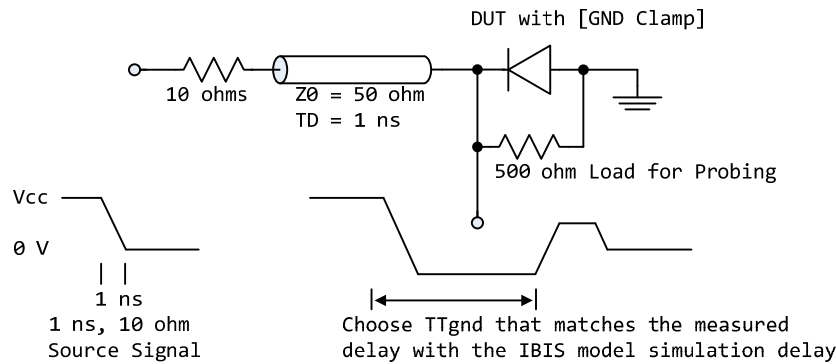 DUT with [GND Clamp]
10 ohms
Z0 = 50 ohm
TD = 1 ns
500 ohm Load for Probing
Vcc
0 V
1 ns
1 ns, 10 ohm
Source Signal
Choose TTgnd that matches the measured
delay with the IBIS model simulation delay